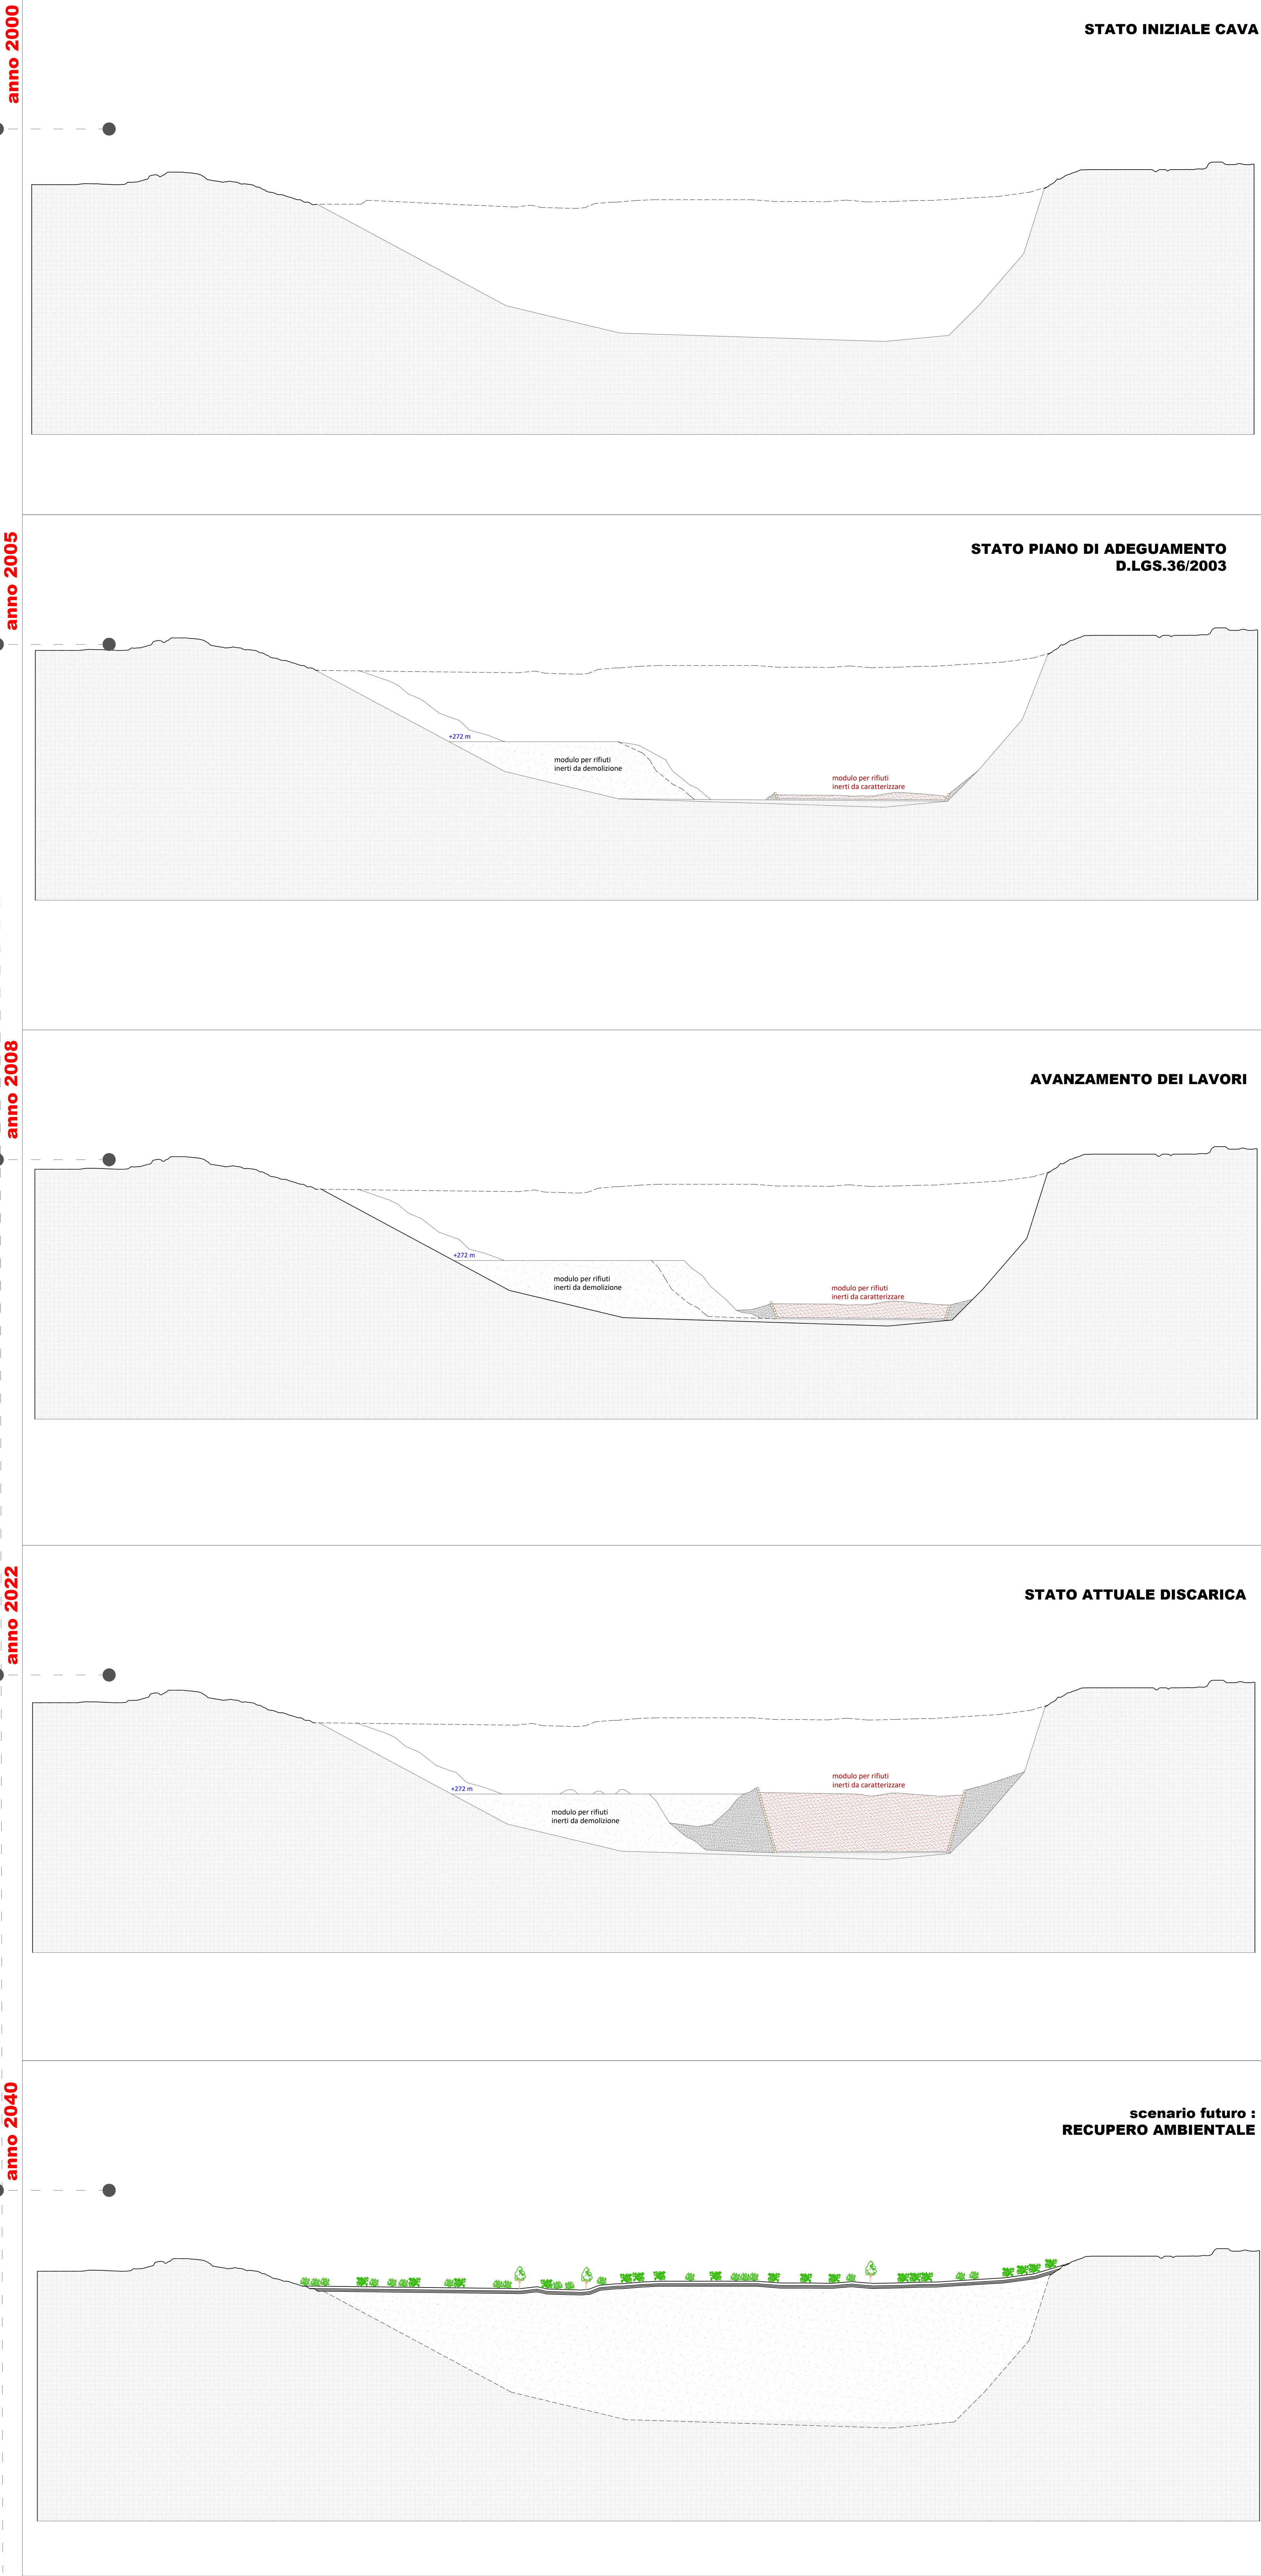 anno 2000
STATO INIZIALE CAVA
anno 2005
STATO PIANO DI ADEGUAMENTO
D.LGS.36/2003
+272 m
modulo per rifiuti
inerti da demolizione
modulo per rifiuti
inerti da caratterizzare
anno 2008
AVANZAMENTO DEI LAVORI
+272 m
modulo per rifiuti
inerti da demolizione
modulo per rifiuti
inerti da caratterizzare
anno 2022
STATO ATTUALE DISCARICA
+272 m
modulo per rifiuti
inerti da demolizione
modulo per rifiuti
inerti da caratterizzare
anno 2040
scenario futuro :
RECUPERO AMBIENTALE